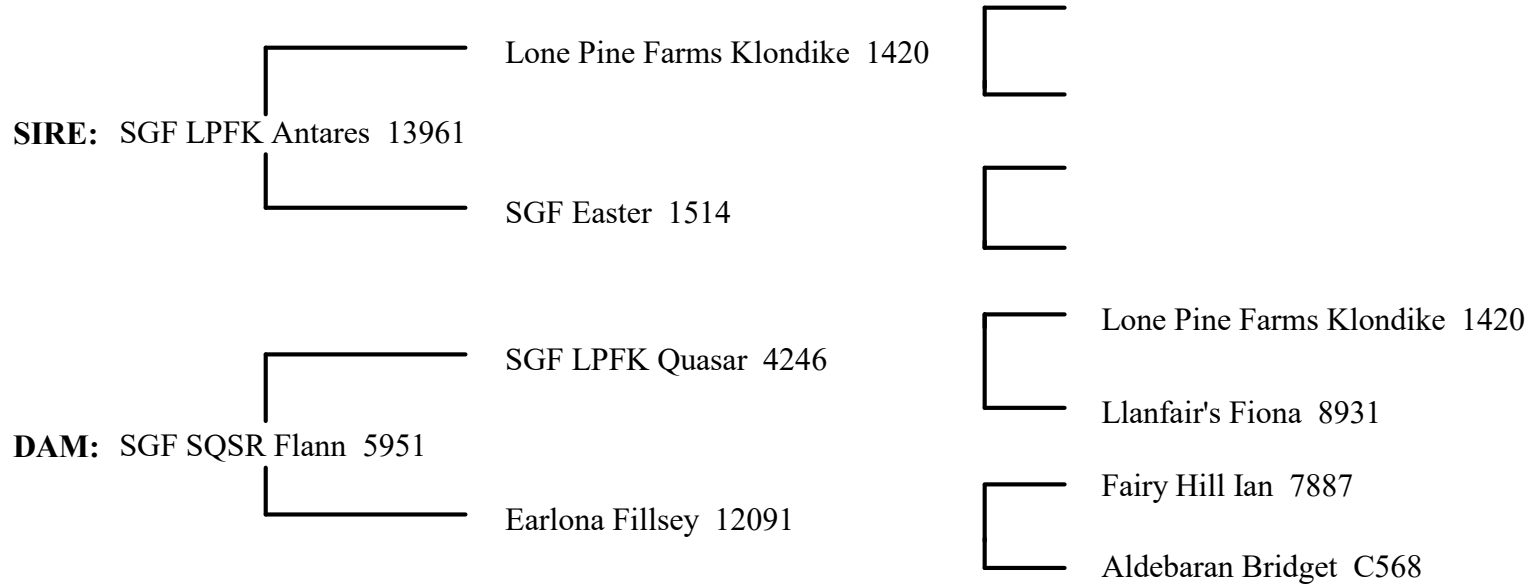 Lone Pine Farms Klondike 1420
SIRE: SGF LPFK Antares 13961
SGF Easter 1514
Lone Pine Farms Klondike 1420
SGF LPFK Quasar 4246
Llanfair's Fiona 8931
DAM: SGF SQSR Flann 5951
Fairy Hill Ian 7887
Earlona Fillsey 12091
Aldebaran Bridget C568